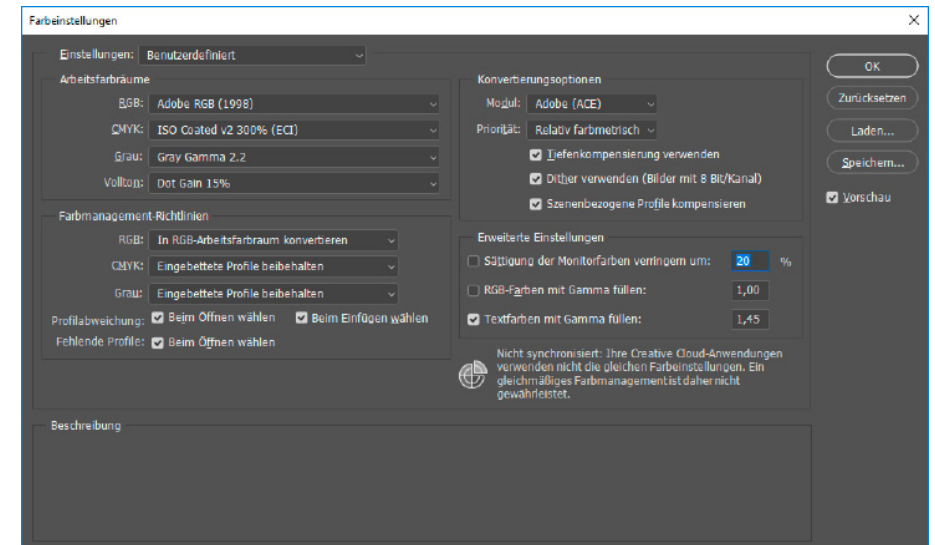 Farbeinstellungen
Einstellungen: Benutzerdefiniert
Arbeitsfarbräume
RGB: Adobe RGB (1998)
CMYK: ISO Coated v2 300% (ECI)
Grau: Gray Gamma 2.2
Vollton: Dot Gain 15%
Farbmanagement-Richtlinien
RGB: In RGB-Arbeitsfarbraum konvertieren
CMYK: Eingebettete Profile beibehalten
Grau: Eingebettete Profile beibehalten
Profilabweichung: Beim Öffnen wählen Beim Einfügen wählen
Fehlende Profile: Beim Öffnen wählen
Konvertierungsoptionen
Modul: Adobe (ACE)
Priorität: Relativ farbmetrisch
Tiefenkompensierung verwenden
Dither verwenden (Bilder mit 8 Bit/Kanal)
Szenenbezogene Profile kompensieren
Erweiterte Einstellungen
Sättigung der Monitorfarben verringern um: 20 %
RGB-Farben mit Gamma füllen: 1,00
Textfarben mit Gamma füllen: 1,45
Nicht synchronisiert: Ihre Creative Cloud-Anwendungen
verwenden nicht die gleichen Farbeinstellungen. Ein
gleichmäßiges Farbmanagement ist daher nicht
gewährleistet.
OK
Zurücksetzen
Laden...
Speichern...
Vorschau
Beschreibung